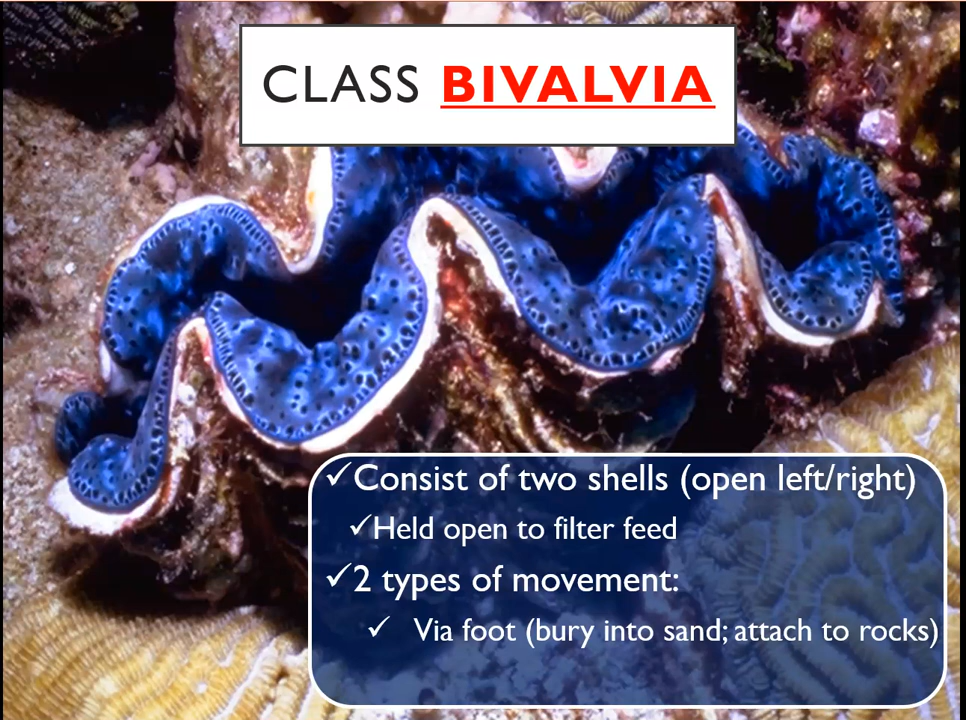 CLASS BIVALVIA
✓Consist of two shells (open left/right)
✓Held open to filter feed
✓2 types of movement:
✓ Via foot (bury into sand; attach to rocks)